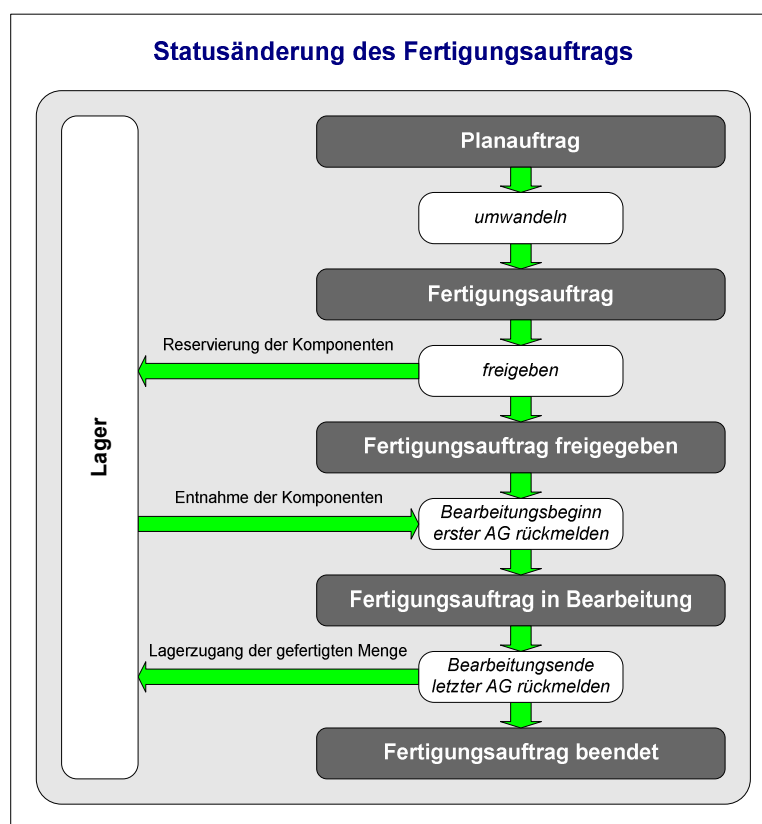 Statusänderung des Fertigungsauftrags
Planauftrag
umwandeln
Fertigungsauftrag
Reservierung der Komponenten
freigeben
Lager
Fertigungsauftrag freigegeben
Entnahme der Komponenten
Bearbeitungsbeginn
erster AG rückmelden
Fertigungsauftrag in Bearbeitung
Lagerzugang der gefertigten Menge
Bearbeitungsende
letzter AG rückmelden
Fertigungsauftrag beendet